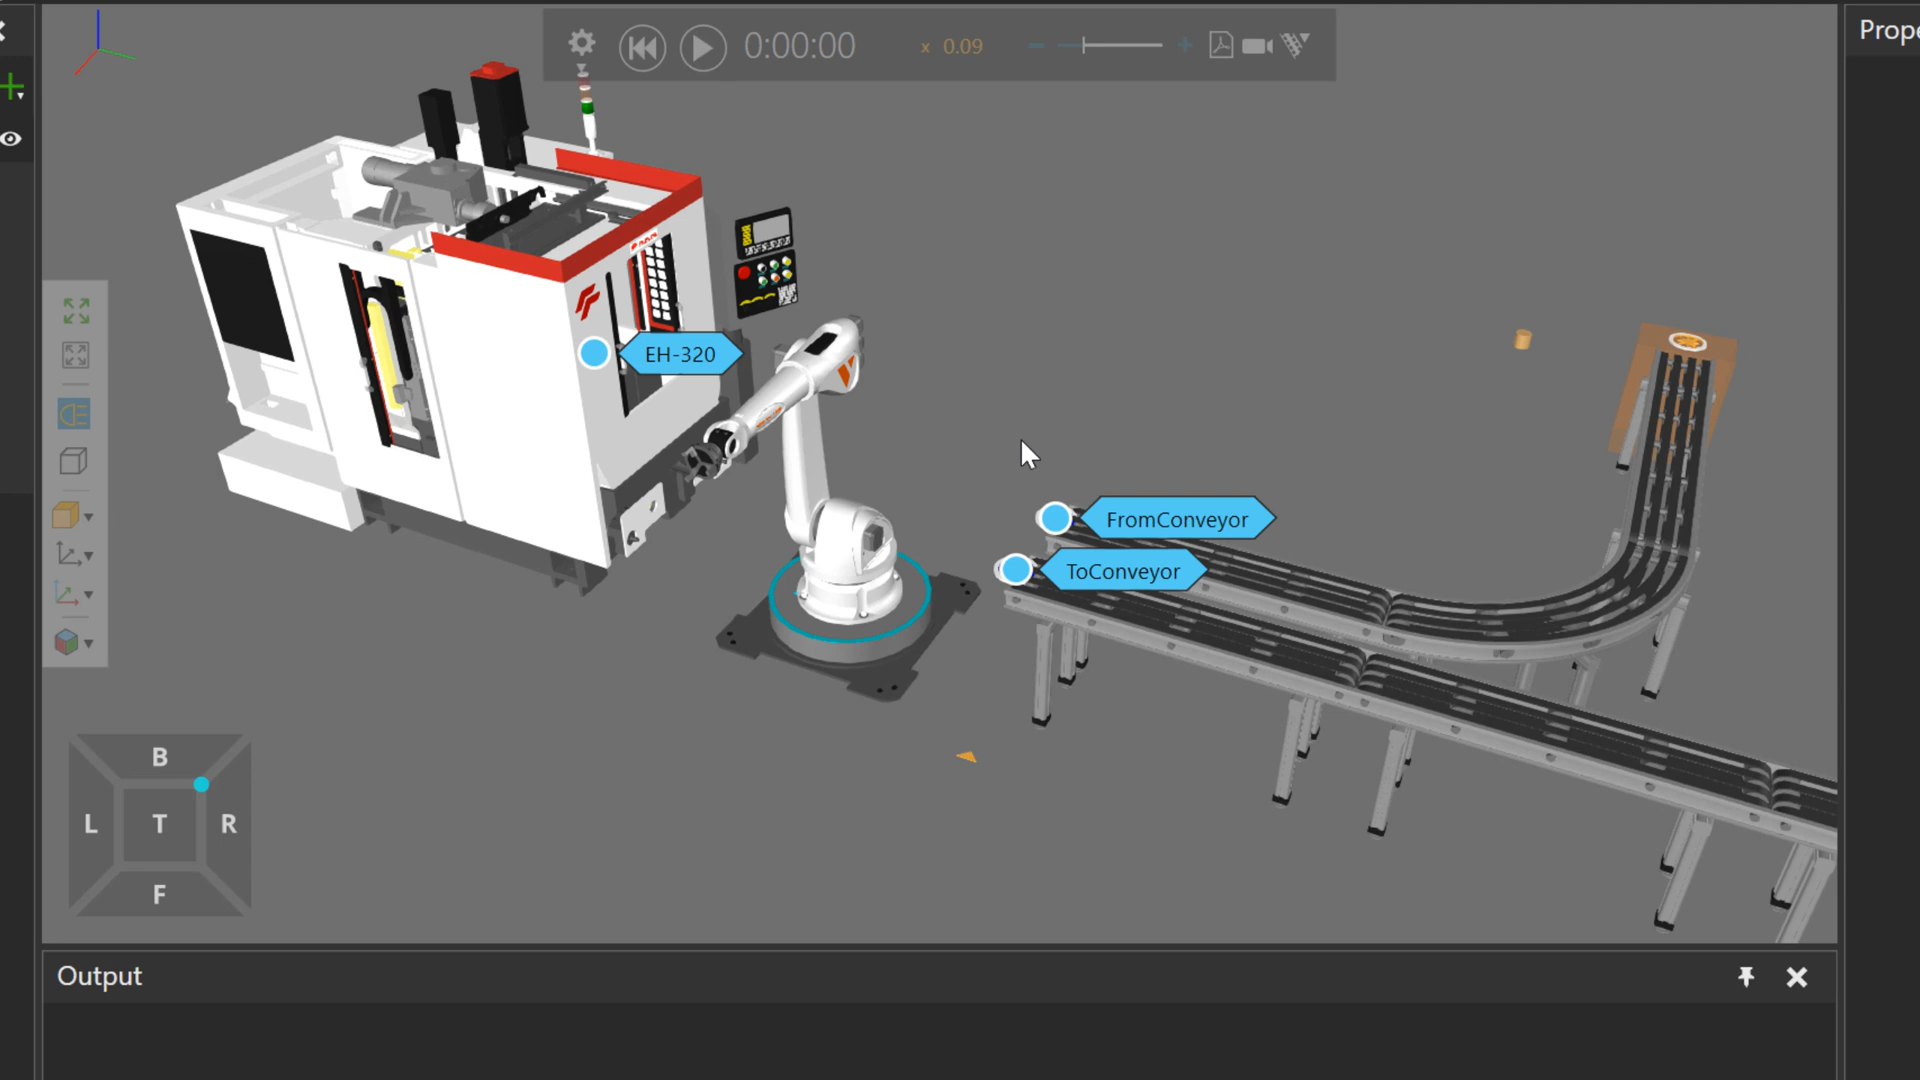 Prope
0:00:00
x 0.09
EH-320
FromConveyor
ToConveyor
B
L T R
F
Output